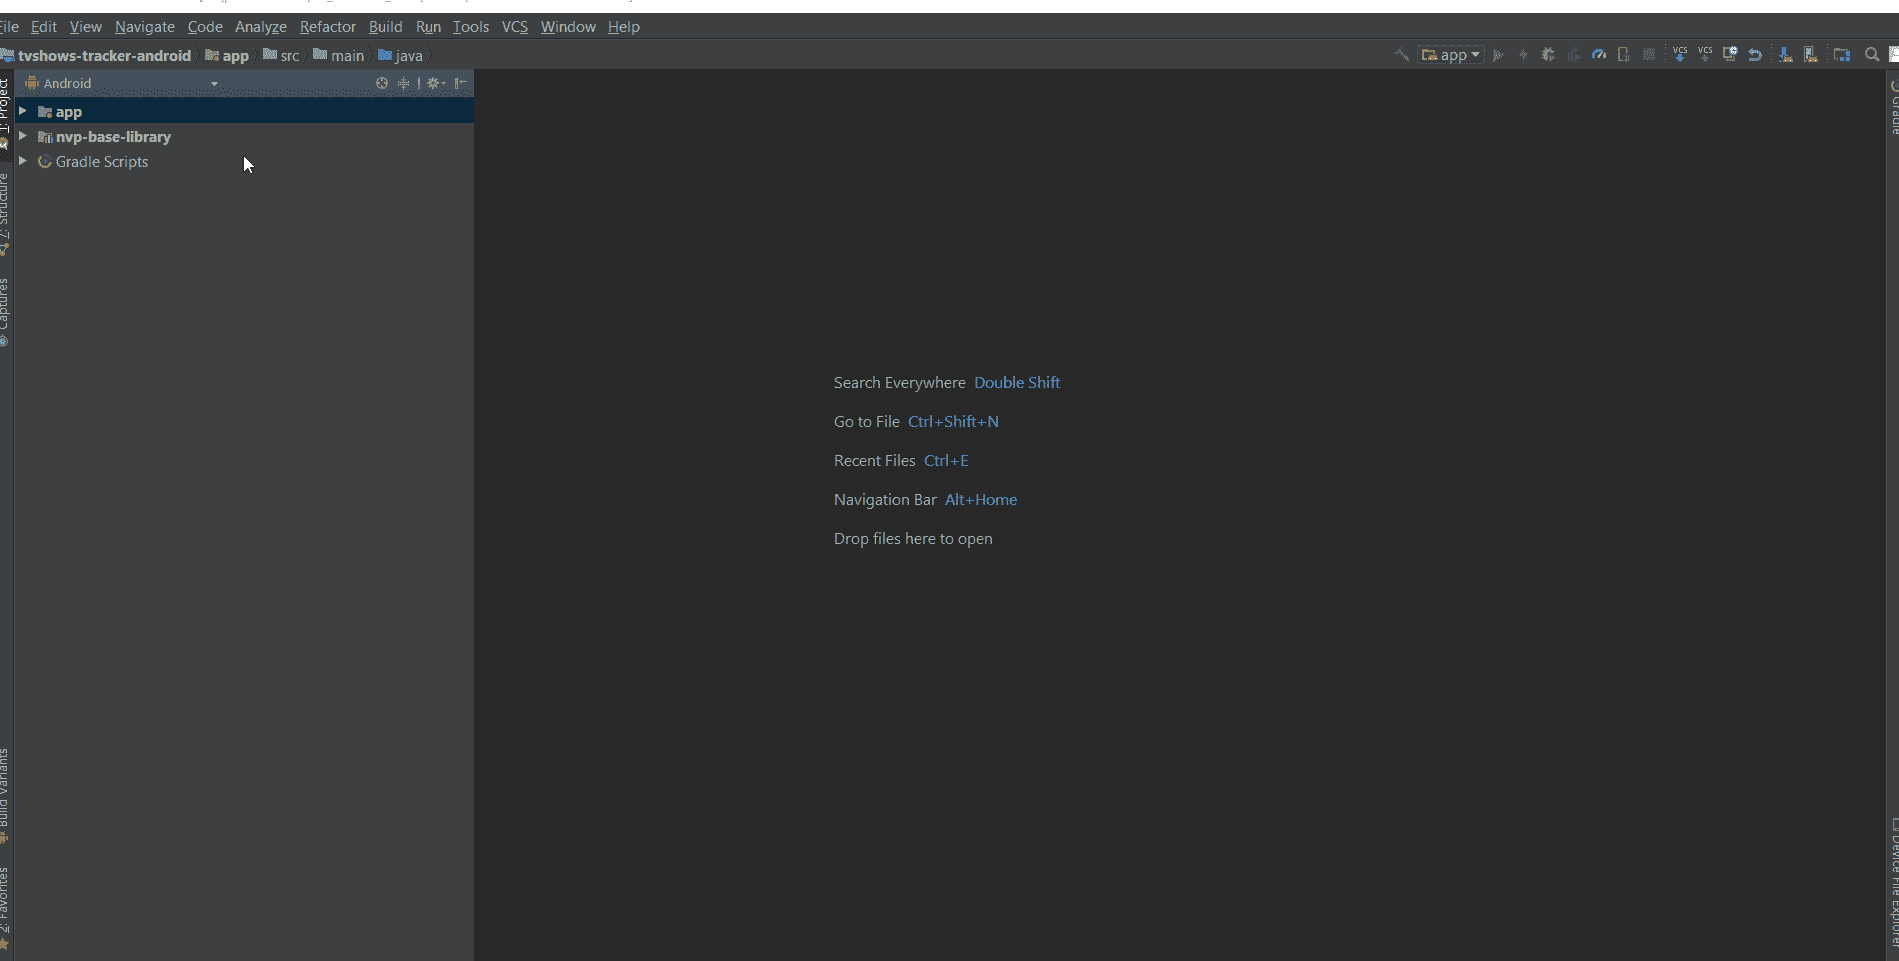 File Edit View Navigate Code Analyze Refactor Build Run Tools VCS Window Help
tvshows-tracker-android app src main java app VCS VCS
Android
app
nvp-base-library
Gradle Scripts
1: Project
7: Structure
Captures
Build Variants
2: Favorites
Search Everywhere Double Shift
Go to File Ctrl+Shift+N
Recent Files Ctrl+E
Navigation Bar Alt+Home
Drop files here to open
Gradle
Device File Explorer